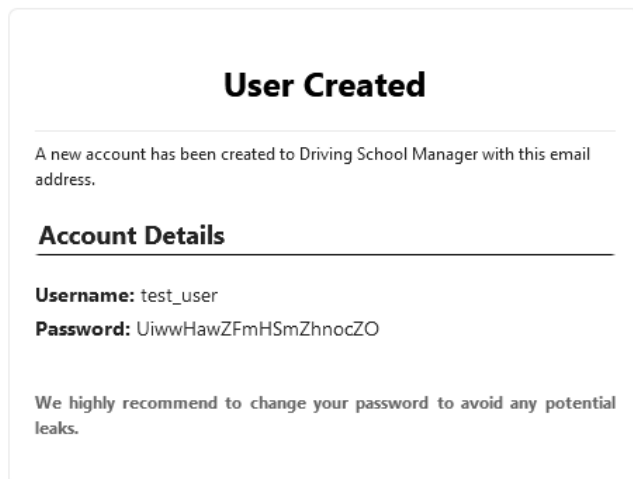 User Created
A new account has been created to Driving School Manager with this email
address.
Account Details
Username: test_user
Password: UiwwHawZFmHSmZhnocZO
We highly recommend to change your password to avoid any potential
leaks.